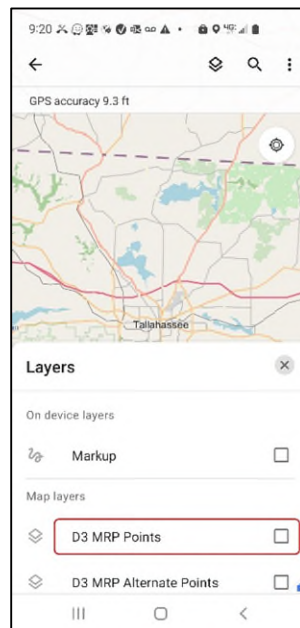 9:20
GPS accuracy 9.3 ft
Tallahassee
Layers
On device layers
Markup
Map layers
D3 MRP Points
D3 MRP Alternate Points